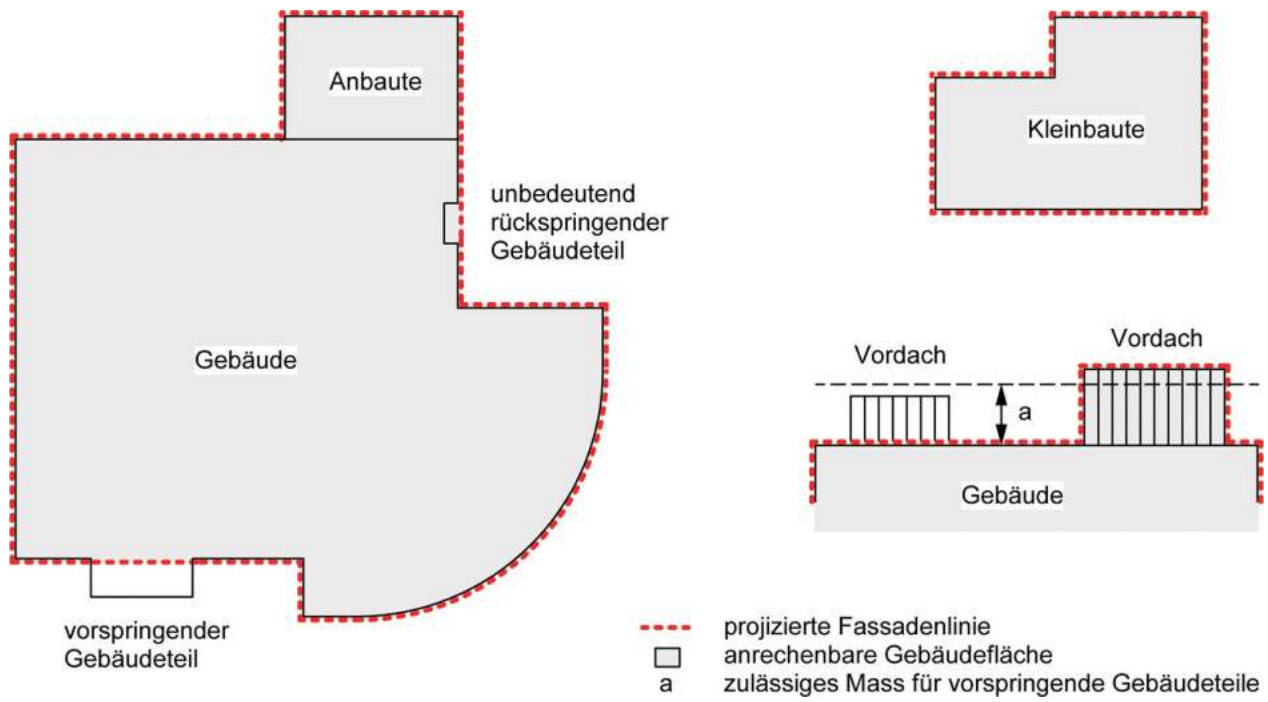 Anbaute
Kleinbaute
unbedeutend
rückspringender
Gebäudeteil
Gebäude
Vordach
Vordach
a
Gebäude
vorspringender
Gebäudeteil
projizierte Fassadenlinie
anrechenbare Gebäudefläche
a zulässiges Mass für vorspringende Gebäudeteile